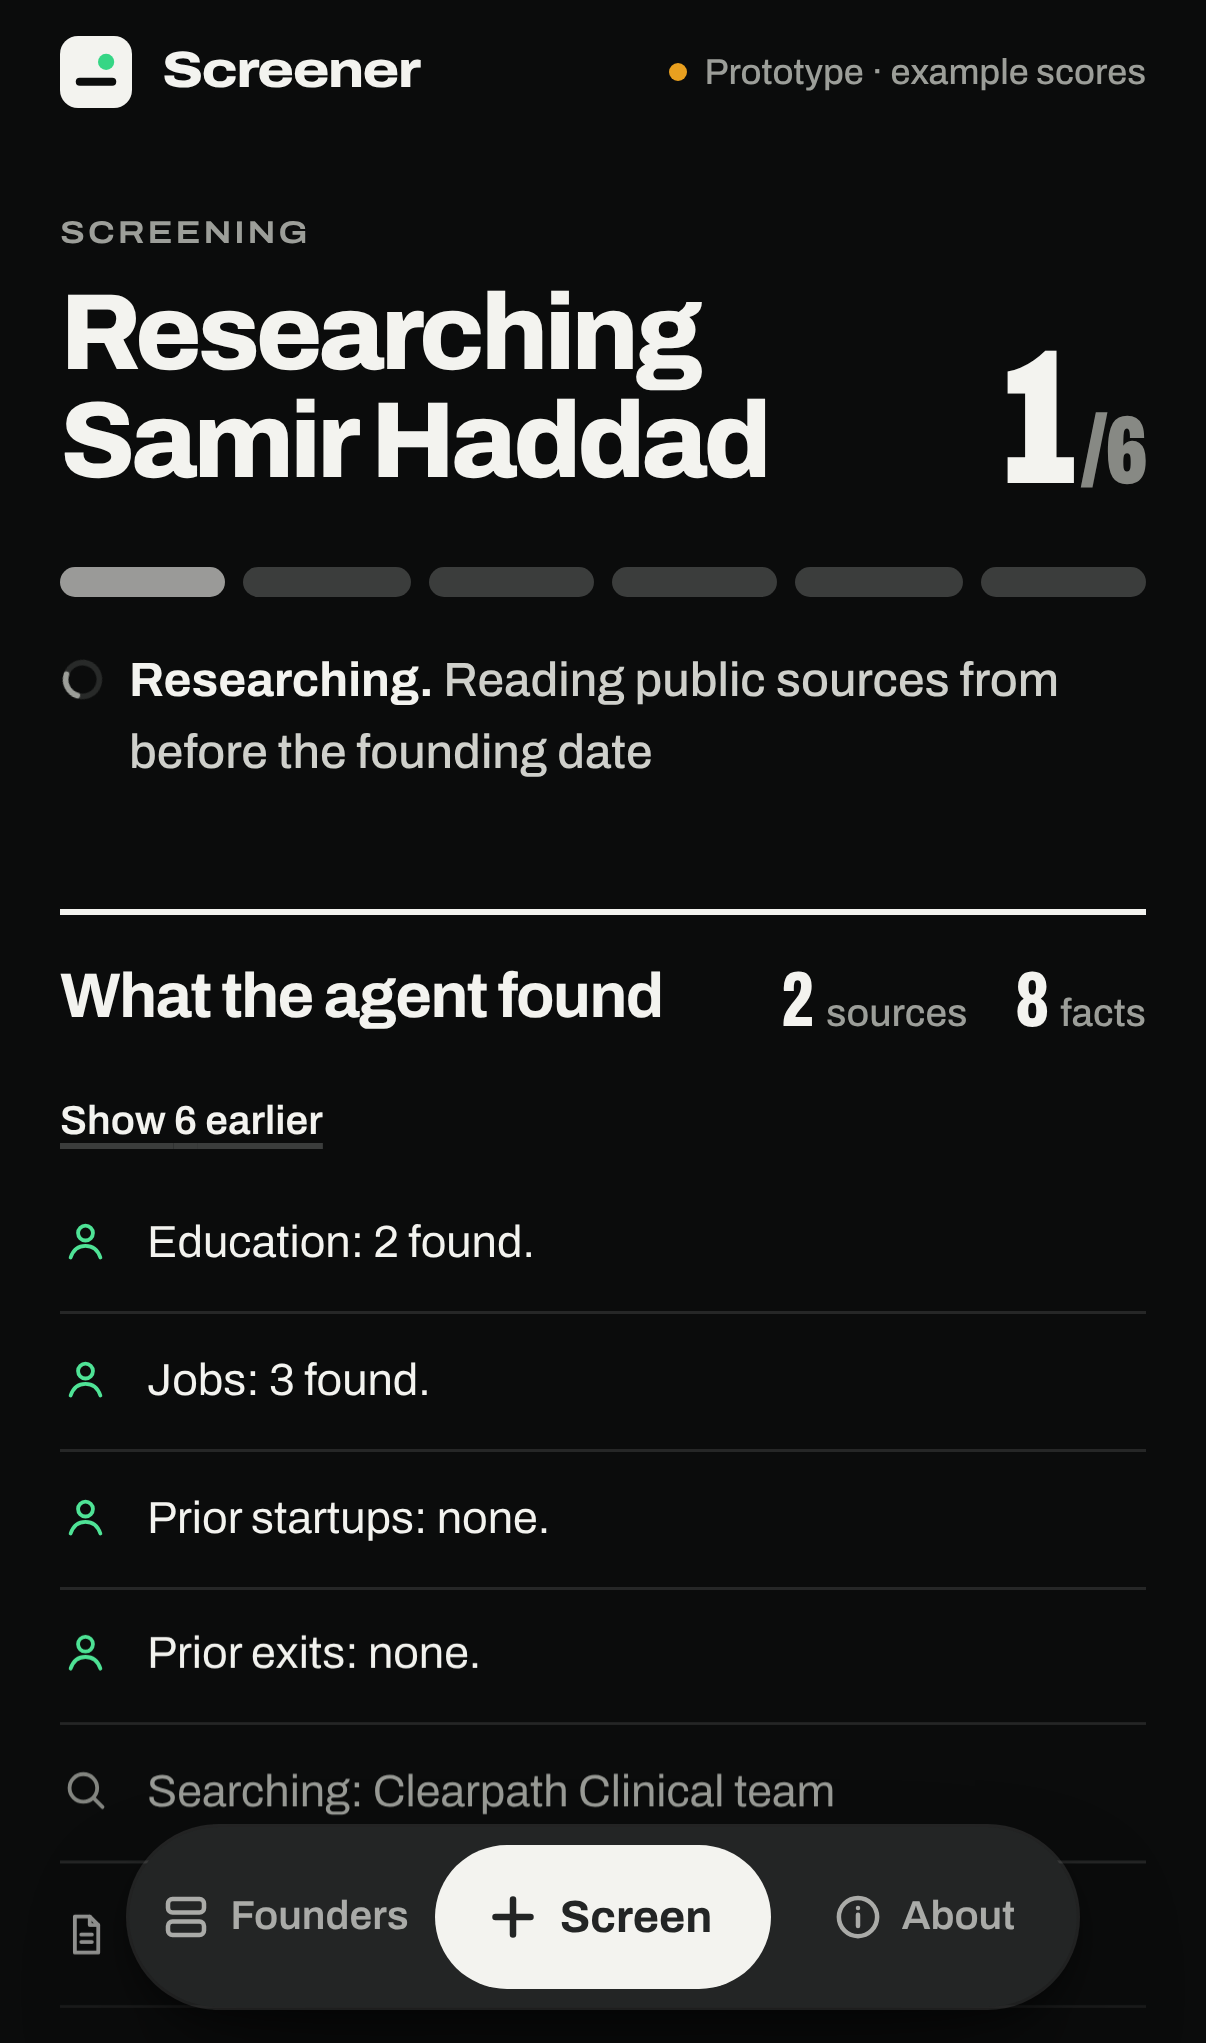 Screener
Prototype · example scores
SCREENING
Researching
Samir Haddad
1/6
Researching. Reading public sources from
before the founding date
What the agent found
2 sources 8 facts
Show 6 earlier
Education: 2 found.
Jobs: 3 found.
Prior startups: none.
Prior exits: none.
Searching: Clearpath Clinical team
Founders
Screen
About